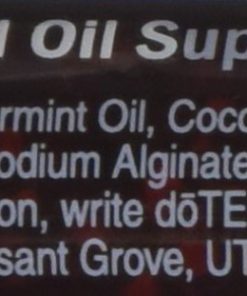 l Oil Sup
rmint Oil, Coco
odium Alginate
on, write dōTE
sant Grove, UT